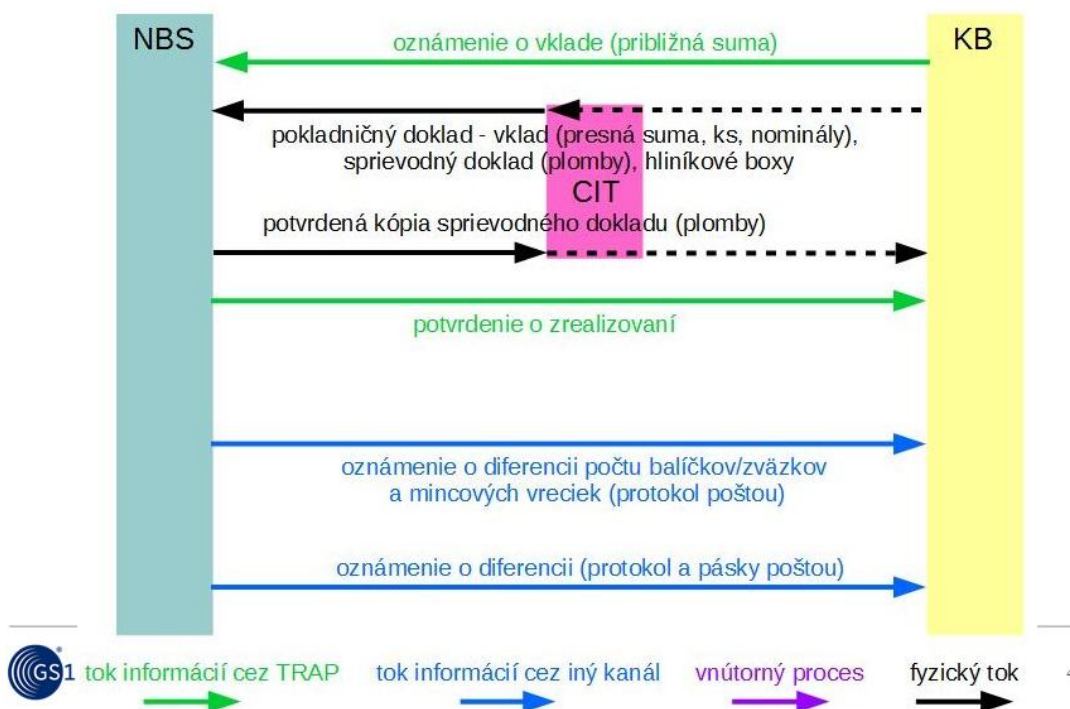 NBS
KB
oznámenie o vklade (približná suma)
pokladničný doklad - vklad (presná suma, ks, nominály),
sprievodný doklad (plomby), hliníkové boxy
CIT
potvrdená kópia sprievodného dokladu (plomby)
potvrdenie o zrealizovaní
oznámenie o diferencii počtu balíčkov/zväzkov
a mincových vreciek (protokol poštou)
oznámenie o diferencii (protokol a pásky poštou)
GS1 tok informácií cez TRAP tok informácií cez iný kanál vnútorný proces fyzický tok 4